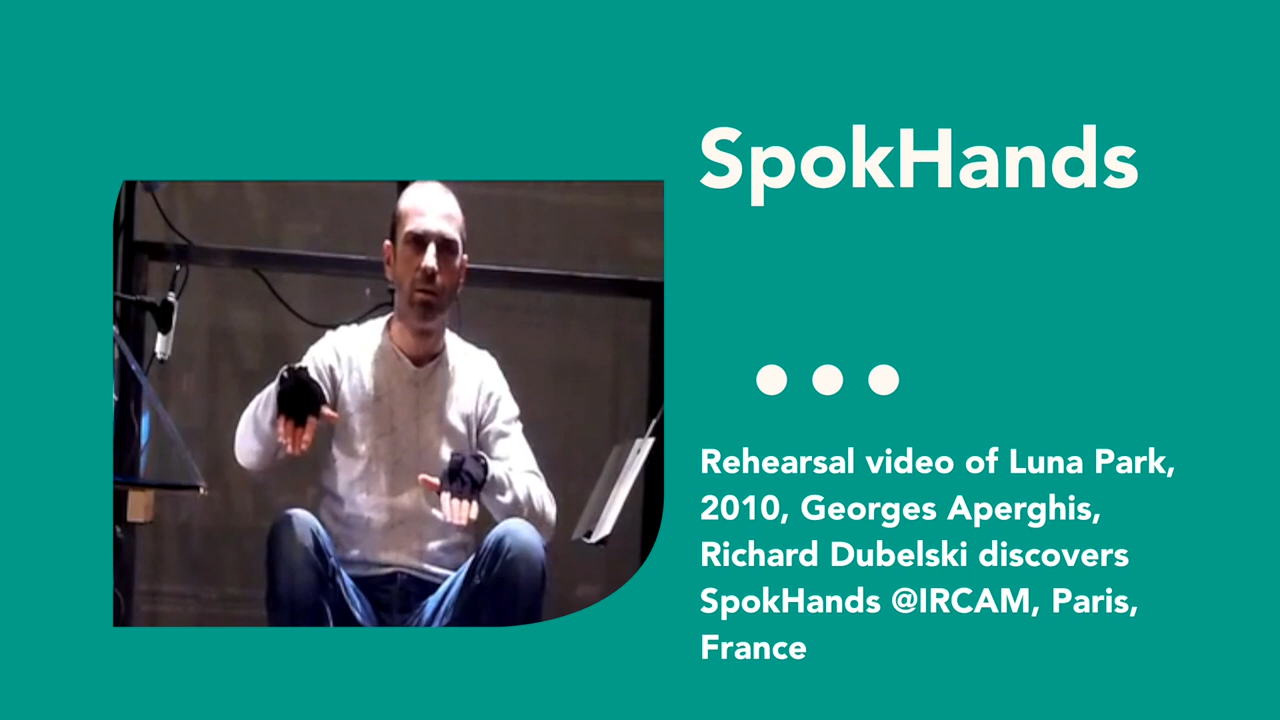 SpokHands
Rehearsal video of Luna Park,
2010, Georges Aperghis,
Richard Dubelski discovers
SpokHands @IRCAM, Paris,
France